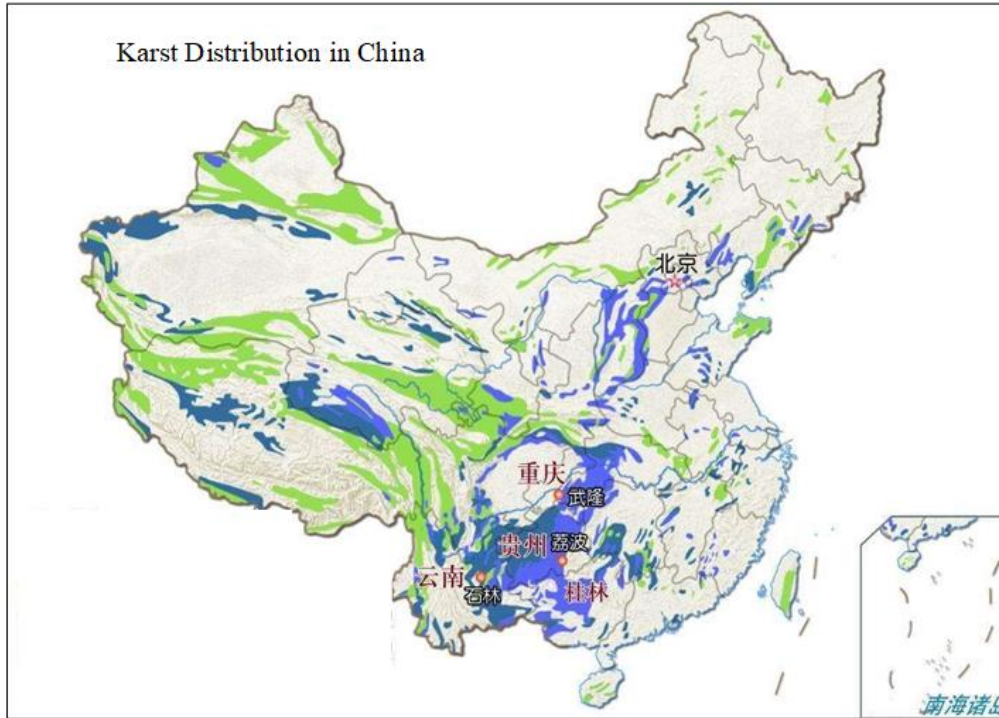 Karst Distribution in China
北京
重庆
武隆
贵州
荔波
云南
石林
桂林
南海诸岛